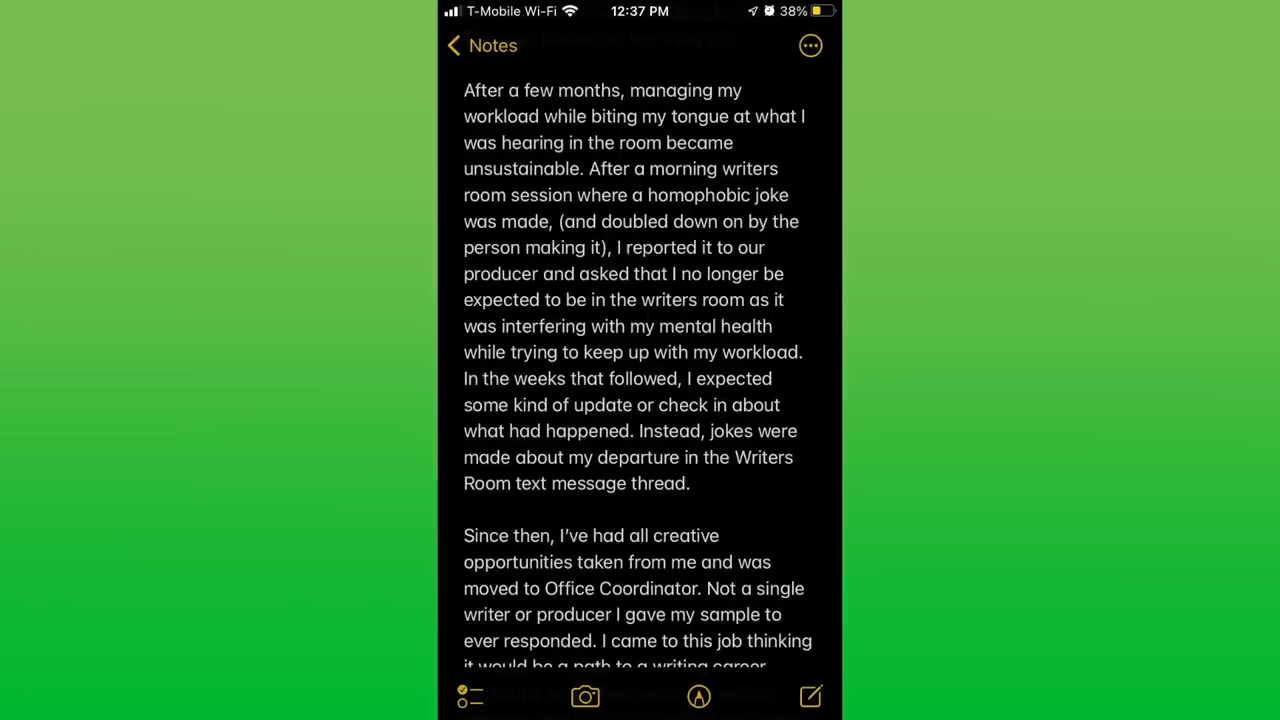 T-Mobile Wi-Fi 12:37 PM 38%
Notes
After a few months, managing my
workload while biting my tongue at what I
was hearing in the room became
unsustainable. After a morning writers
room session where a homophobic joke
was made, (and doubled down on by the
person making it), I reported it to our
producer and asked that I no longer be
expected to be in the writers room as it
was interfering with my mental health
while trying to keep up with my workload.
In the weeks that followed, I expected
some kind of update or check in about
what had happened. Instead, jokes were
made about my departure in the Writers
Room text message thread.
Since then, I’ve had all creative
opportunities taken from me and was
moved to Office Coordinator. Not a single
writer or producer I gave my sample to
ever responded. I came to this job thinking
it would be a path to a writing career